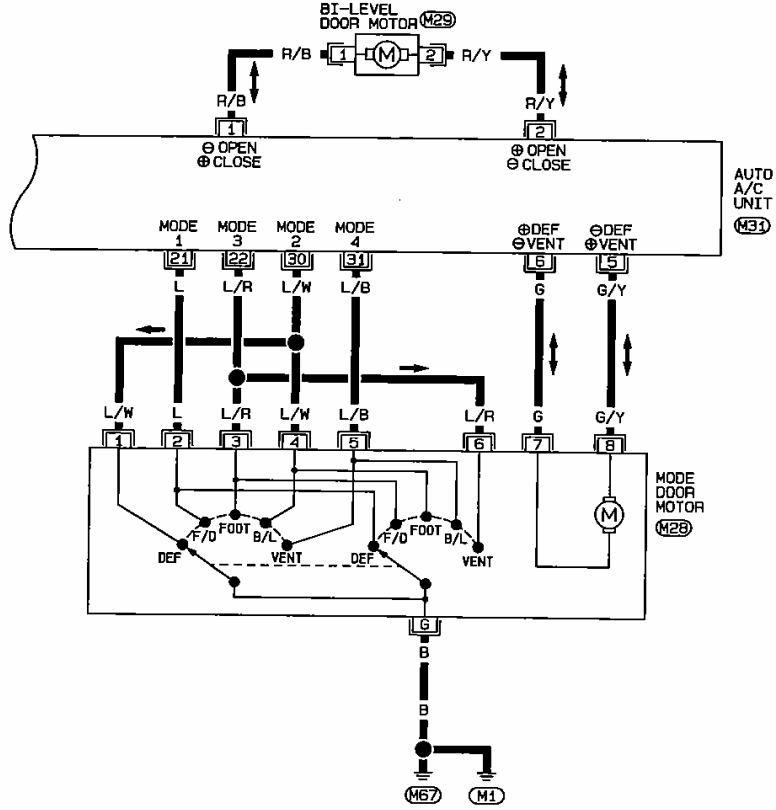 BI-LEVEL
DOOR MOTOR M29
R/B 1 M 2 R/Y
R/B R/Y
1 2
⊖ OPEN
⊕ CLOSE
⊕ OPEN
⊖ CLOSE
AUTO
A/C
UNIT
M31
MODE
1
MODE
3
MODE
2
MODE
4
⊕DEF
⊖VENT
⊖DEF
⊕VENT
21 22 30 31 6 5
L L/R L/W L/B G G/Y
L/W L L/R L/W L/B L/R G G/Y
1 2 3 4 5 6 7 8
MODE
DOOR
MOTOR
M28
M
DEF F/D FOOT B/L VENT
DEF F/D FOOT B/L VENT
G
B
B
M67 M1